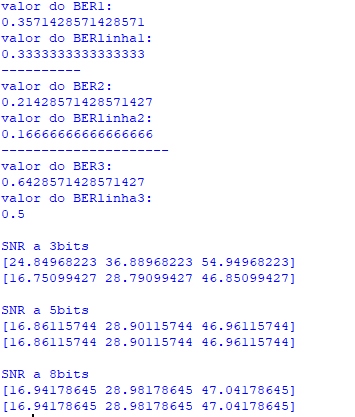 valor do BER1:
0.3571428571428571
valor do BERlinha1:
0.3333333333333333
----------
valor do BER2:
0.21428571428571427
valor do BERlinha2:
0.16666666666666666
---------------------
valor do BER3:
0.6428571428571427
valor do BERlinha3:
0.5
SNR a 3bits
[24.84968223 36.88968223 54.94968223]
[16.75099427 28.79099427 46.85099427]
SNR a 5bits
[16.86115744 28.90115744 46.96115744]
[16.86115744 28.90115744 46.96115744]
SNR a 8bits
[16.94178645 28.98178645 47.04178645]
[16.94178645 28.98178645 47.04178645]